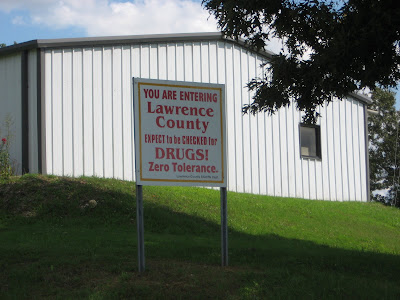 YOU ARE ENTERING
Lawrence
County
EXPECT to be CHECKED for
DRUGS!
Zero Tolerance.